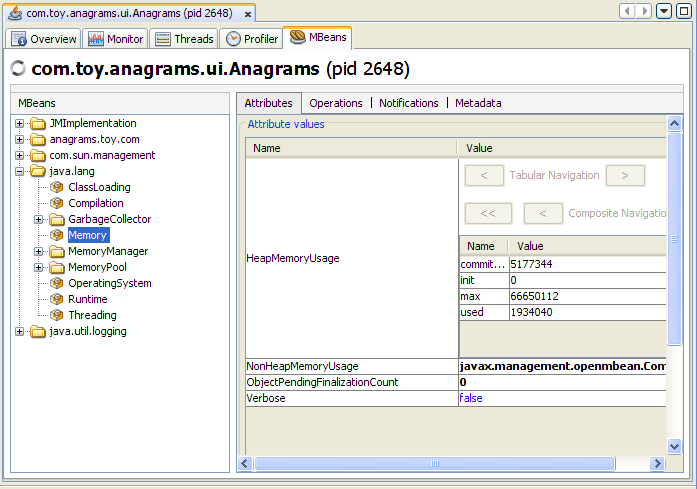 com.toy.anagrams.ui.Anagrams (pid 2648)
Overview Monitor Threads Profiler MBeans
com.toy.anagrams.ui.Anagrams (pid 2648)
MBeans
JMImplementation
anagrams.toy.com
com.sun.management
java.lang
ClassLoading
Compilation
GarbageCollector
Memory
MemoryManager
MemoryPool
OperatingSystem
Runtime
Threading
java.util.logging
Attributes Operations Notifications Metadata
Attribute values
Name Value
HeapMemoryUsage
< Tabular Navigation >
<< < Composite Navigatio
Name Value
commit... 5177344
init 0
max 66650112
used 1934040
NonHeapMemoryUsage javax.management.openmbean.Com
ObjectPendingFinalizationCount 0
Verbose false